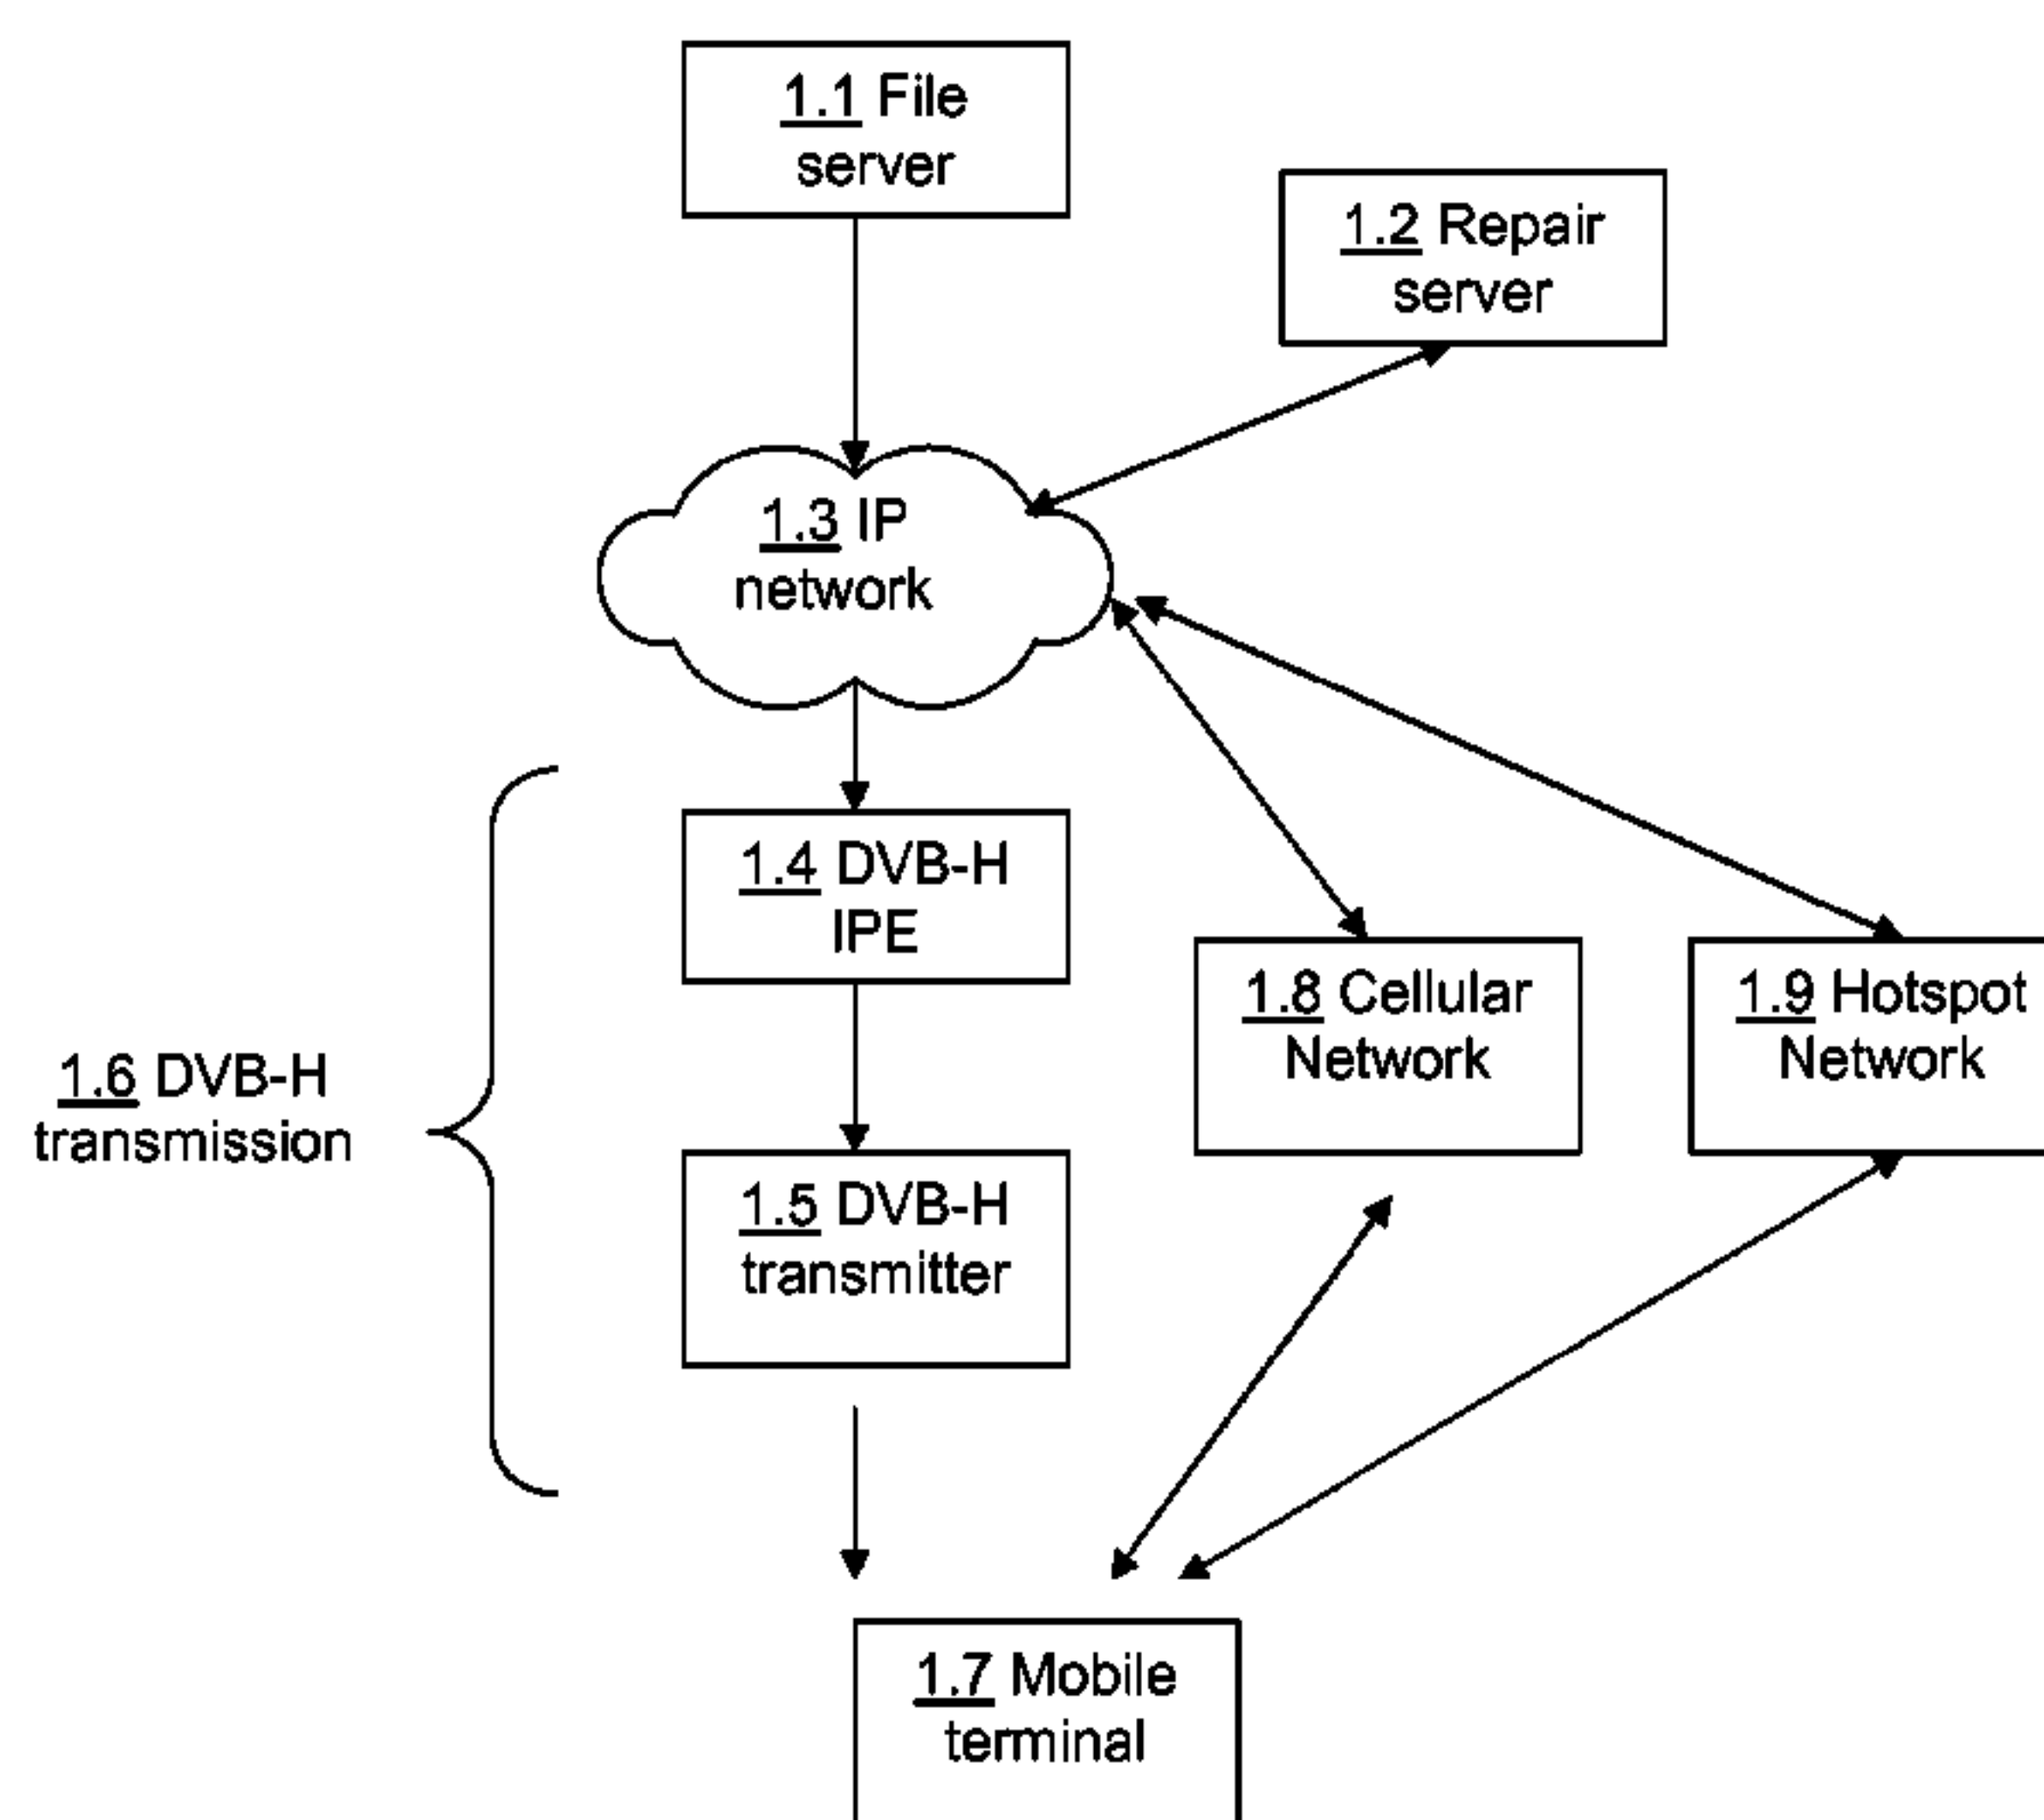 1.1 File
server
1.2 Repair
server
1.3 IP
network
1.4 DVB-H
IPE
1.8 Cellular
Network
1.9 Hotspot
Network
1.6 DVB-H
transmission
1.5 DVB-H
transmitter
1.7 Mobile
terminal